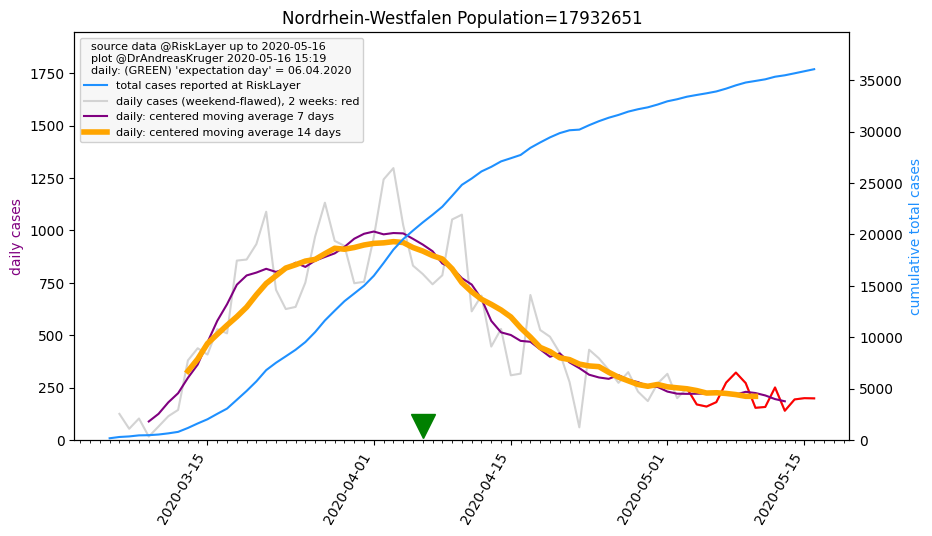 Nordrhein-Westfalen Population=17932651
source data @RiskLayer up to 2020-05-16
plot @DrAndreasKruger 2020-05-16 15:19
daily: (GREEN) 'expectation day' = 06.04.2020
total cases reported at RiskLayer
daily cases (weekend-flawed), 2 weeks: red
daily: centered moving average 7 days
daily: centered moving average 14 days
daily cases
1750
1500
1250
1000
750
500
250
0
35000
30000
25000
20000
15000
10000
5000
0
cumulative total cases
2020-03-15
2020-04-01
2020-04-15
2020-05-01
2020-05-15